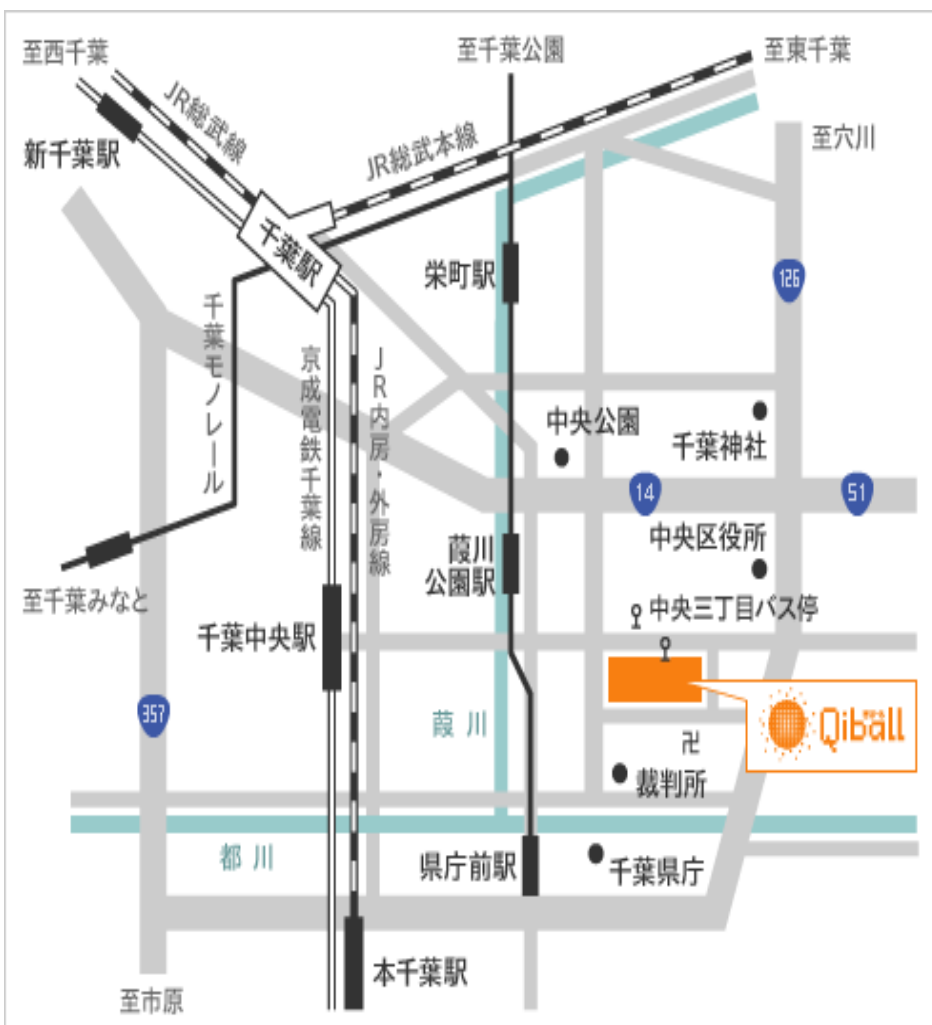 至西千葉
至千葉公園
至東千葉
JR総武線
JR総武本線
至穴川
新千葉駅
千葉駅
栄町駅
126
千葉モノレール
京成電鉄千葉線
JR内房・外房線
中央公園
千葉神社
14
51
葭川
公園駅
中央区役所
至千葉みなと
中央三丁目バス停
千葉中央駅
357
葭川
Qiball
卍
裁判所
都川
県庁前駅
千葉県庁
本千葉駅
至市原